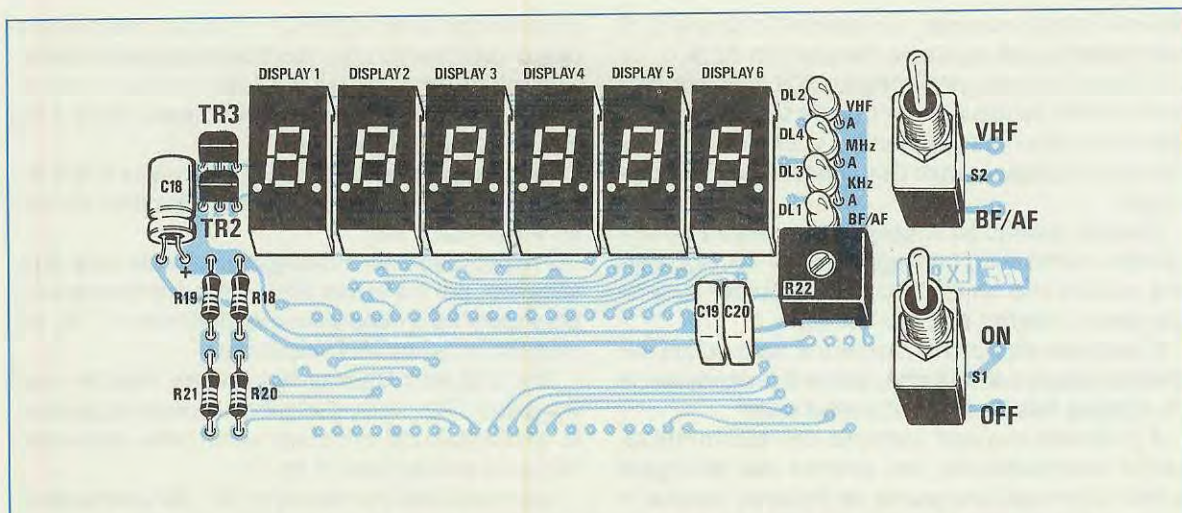 DISPLAY 1 DISPLAY 2 DISPLAY 3 DISPLAY 4 DISPLAY 5 DISPLAY 6
TR3
C18
TR2
+
R19 R18
R21 R20
DL2 VHF
A
DL4 MHz
A
DL3 KHz
A
DL1 BF/AF
R22
C19 C20
LX
VHF
S2
BF/AF
ON
S1
OFF